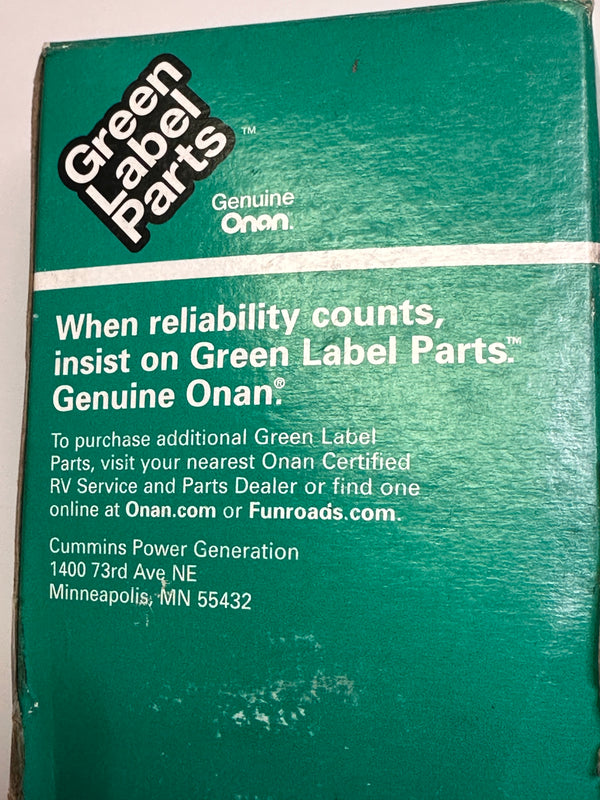 Green
Label
Parts™
Genuine
Onan.
When reliability counts,
insist on Green Label Parts.™
Genuine Onan.®
To purchase additional Green Label
Parts, visit your nearest Onan Certified
RV Service and Parts Dealer or find one
online at Onan.com or Funroads.com.
Cummins Power Generation
1400 73rd Ave NE
Minneapolis, MN 55432